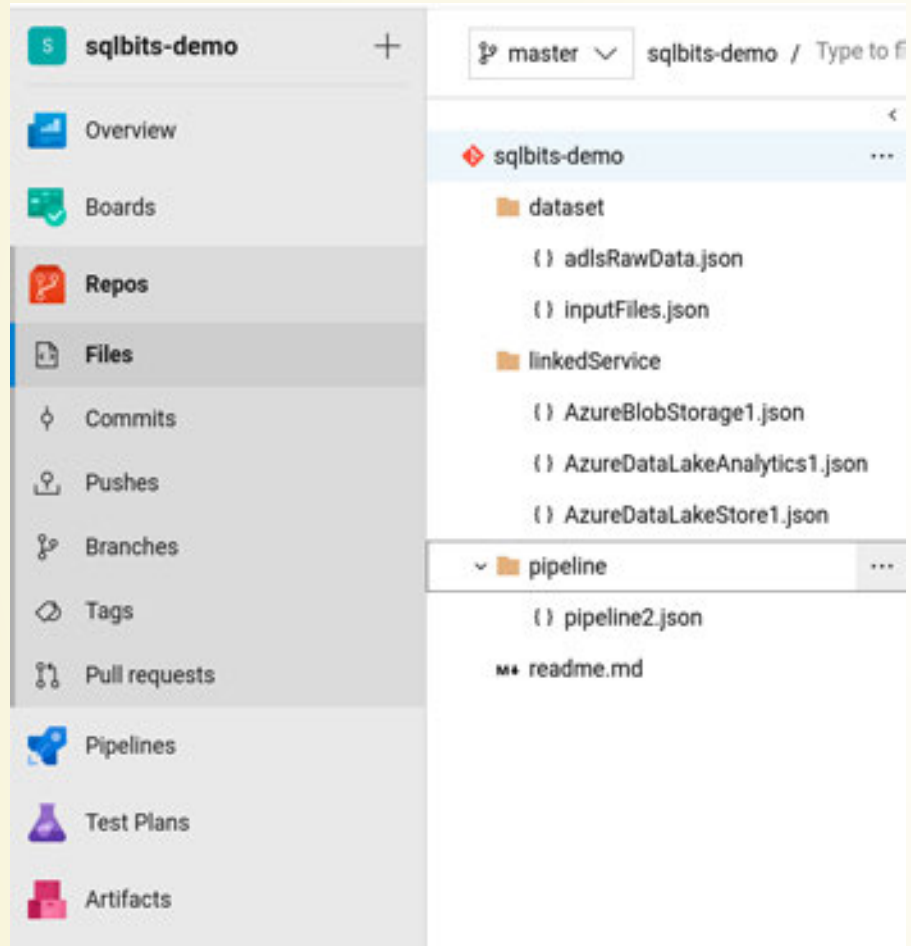 S sqlbits-demo
Overview
Boards
Repos
Files
Commits
Pushes
Branches
Tags
Pull requests
Pipelines
Test Plans
Artifacts
master sqlbits-demo / Type to
sqlbits-demo
dataset
{} adlsRawData.json
{} inputFiles.json
linkedService
{} AzureBlobStorage1.json
{} AzureDataLakeAnalytics1.json
{} AzureDataLakeStore1.json
pipeline
{} pipeline2.json
M↓ readme.md